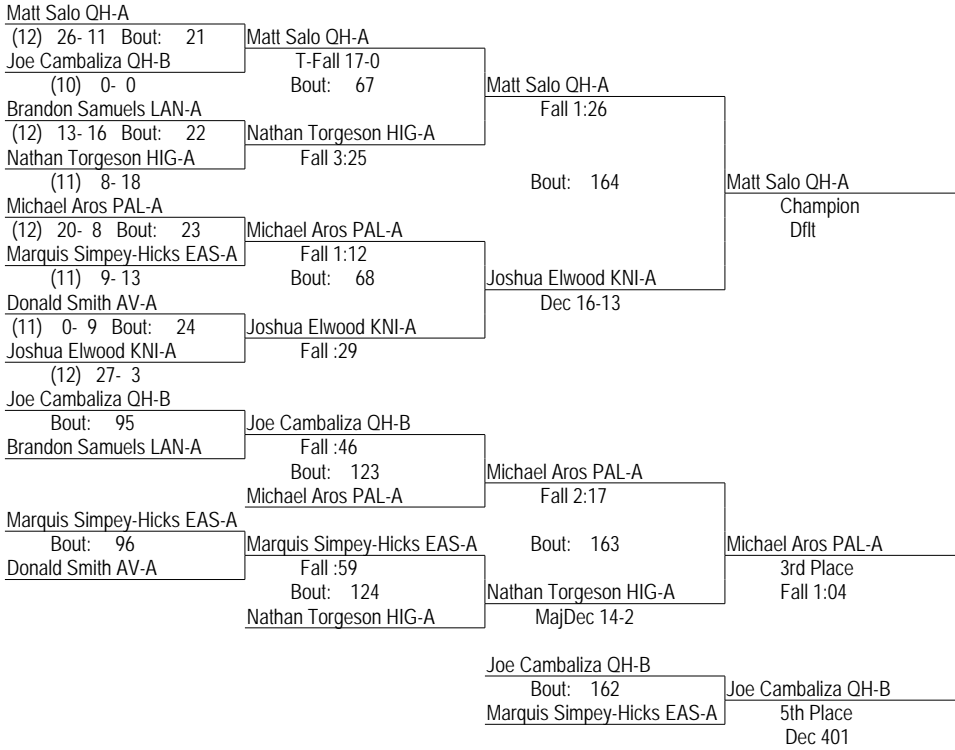 Matt Salo QH-A
(12) 26- 11 Bout: 21 Matt Salo QH-A
Joe Cambaliza QH-B T-Fall 17-0
(10) 0- 0 Bout: 67 Matt Salo QH-A
Brandon Samuels LAN-A Fall 1:26
(12) 13- 16 Bout: 22 Nathan Torgeson HIG-A
Nathan Torgeson HIG-A Fall 3:25
(11) 8- 18 Bout: 164 Matt Salo QH-A
Michael Aros PAL-A Champion
(12) 20- 8 Bout: 23 Michael Aros PAL-A Dflt
Marquis Simpey-Hicks EAS-A Fall 1:12
(11) 9- 13 Bout: 68 Joshua Elwood KNI-A
Donald Smith AV-A Dec 16-13
(11) 0- 9 Bout: 24 Joshua Elwood KNI-A
Joshua Elwood KNI-A Fall :29
(12) 27- 3
Joe Cambaliza QH-B
Bout: 95 Joe Cambaliza QH-B
Brandon Samuels LAN-A Fall :46
Bout: 123 Michael Aros PAL-A
Michael Aros PAL-A Fall 2:17
Marquis Simpey-Hicks EAS-A
Bout: 96 Marquis Simpey-Hicks EAS-A Bout: 163 Michael Aros PAL-A
Donald Smith AV-A Fall :59 3rd Place
Bout: 124 Nathan Torgeson HIG-A Fall 1:04
Nathan Torgeson HIG-A MajDec 14-2
Joe Cambaliza QH-B
Bout: 162 Joe Cambaliza QH-B
Marquis Simpey-Hicks EAS-A 5th Place
Dec 401